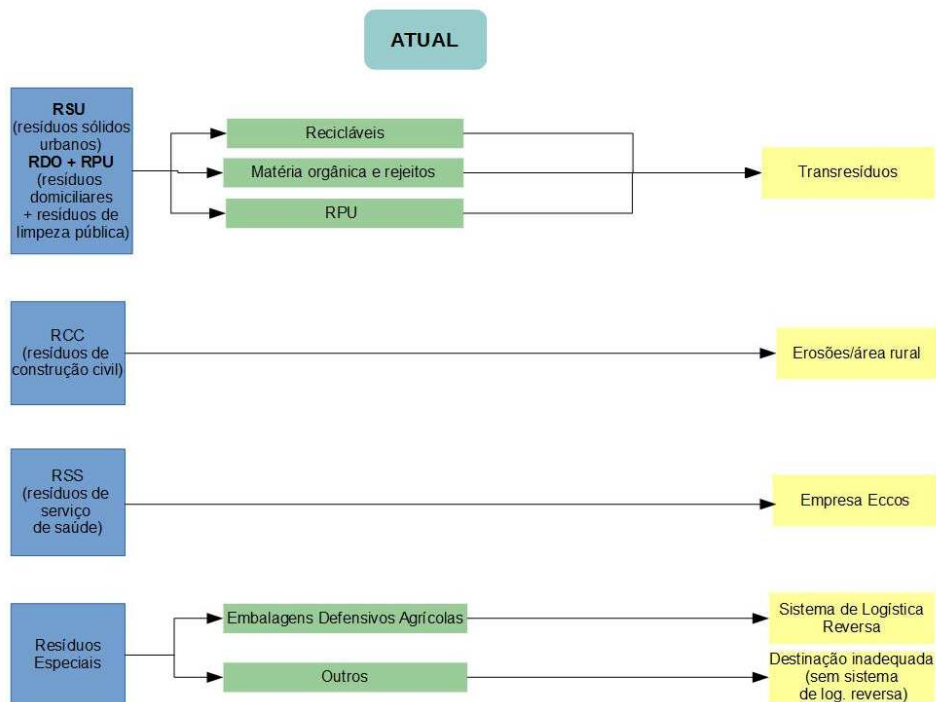 ATUAL
RSU
(resíduos sólidos
urbanos)
RDO + RPU
(resíduos
domiciliares
+ resíduos de
limpeza pública)
Recicláveis
Matéria orgânica e rejeitos
RPU
Transresíduos
RCC
(resíduos de
construção civil)
Erosões/área rural
RSS
(resíduos de
serviço
de saúde)
Empresa Eccos
Resíduos
Especiais
Embalagens Defensivos Agrícolas
Sistema de Logística
Reversa
Outros
Destinação inadequada
(sem sistema
de log. reversa)